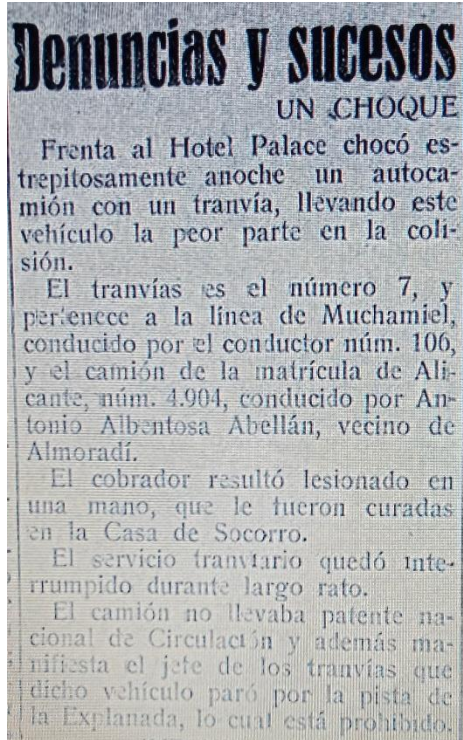 Denuncias y sucesos
UN CHOQUE
Frenta al Hotel Palace chocó es-
trepitosamente anoche un autoca-
mión con un tranvía, llevando este
vehículo la peor parte en la coli-
sión.
El tranvías es el número 7, y
pertenece a la línea de Muchamiel,
conducido por el conductor núm. 106,
y el camión de la matrícula de Ali-
cante, núm. 4.904, conducido por An-
tonio Albentosa Abellán, vecino de
Almoradí.
El cobrador resultó lesionado en
una mano, que le fueron curadas
en la Casa de Socorro.
El servicio tranviario quedó inte-
rrumpido durante largo rato.
El camión no llevaba patente na-
cional de Circulación y además ma-
nifiesta el jefe de los tranvías que
dicho vehículo paró por la pista de
la Explanada, lo cual está prohibido.